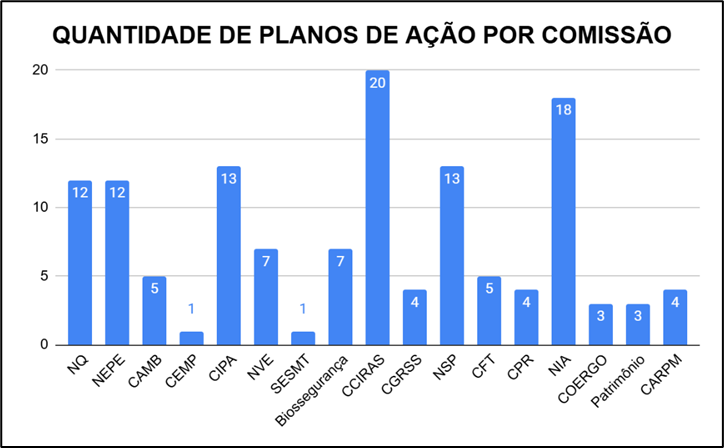 QUANTIDADE DE PLANOS DE AÇÃO POR COMISSÃO
20
15
10
5
0
12
12
5
1
13
7
1
7
20
4
13
5
4
18
3
3
4
NQ
NEPE
CAMB
CEMP
CIPA
NVE
SESMT
Biossegurança
CCIRAS
CGRSS
NSP
CFT
CPR
NIA
COERGO
Patrimônio
CARPM